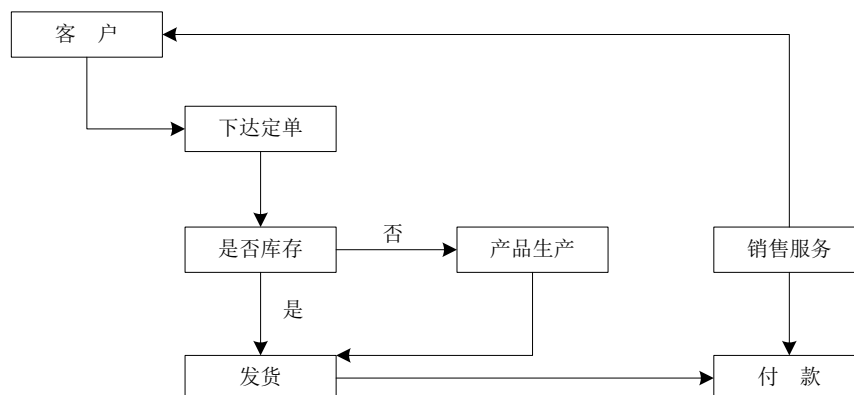 客 户
下达定单
是否库存
否
产品生产
销售服务
是
发货
付 款